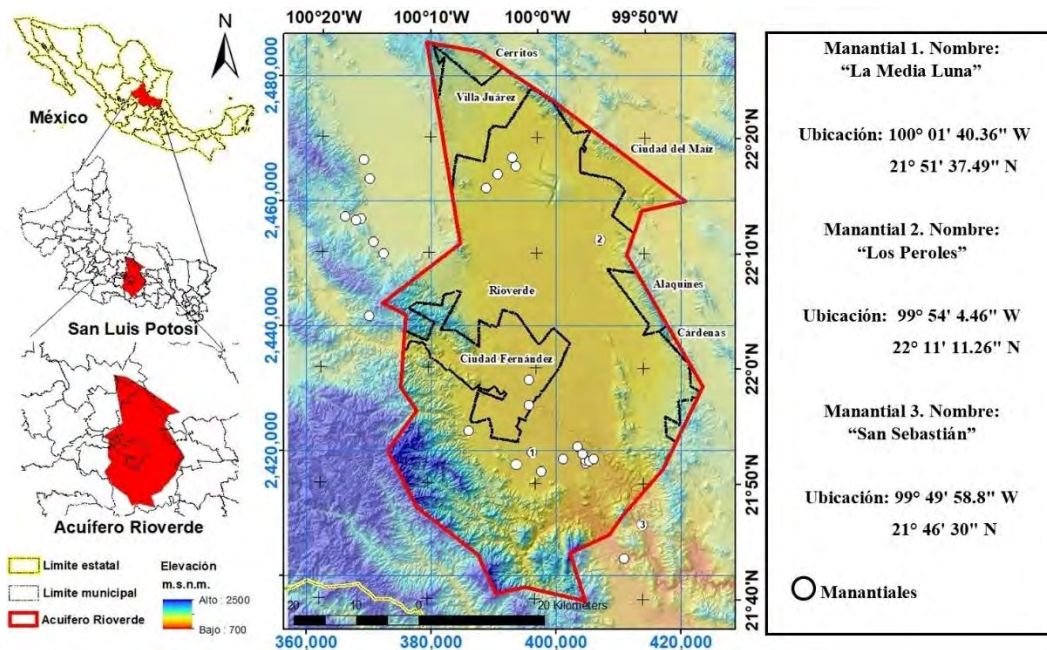 100°20'W 100°10'W 100°0'W 99°50'W
N
México
San Luis Potosí
Acuífero Rioverde
Límite estatal
Límite municipal
Acuífero Rioverde
Elevación
m.s.n.m.
Alto : 2500
Bajo : 700
2,480,000
2,460,000
2,440,000
2,420,000
Cerritos
Villa Juárez
Ciudad del Maíz
2
Alaquines
Rioverde
Cárdenas
Ciudad Fernández
1
3
20 10 0 20 Kilometers
22°20'N
22°10'N
22°0'N
21°50'N
21°40'N
360,000 380,000 400,000 420,000
Manantial 1. Nombre:
“La Media Luna”
Ubicación: 100° 01' 40.36" W
21° 51' 37.49" N
Manantial 2. Nombre:
“Los Peroles”
Ubicación: 99° 54' 4.46" W
22° 11' 11.26" N
Manantial 3. Nombre:
“San Sebastián”
Ubicación: 99° 49' 58.8" W
21° 46' 30" N
Manantiales